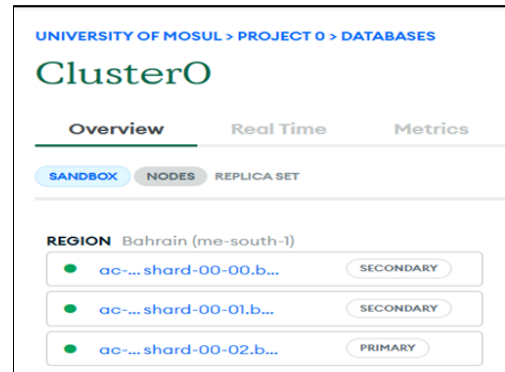 UNIVERSITY OF MOSUL > PROJECT 0 > DATABASES
Cluster0
Overview Real Time Metrics
SANDBOX NODES REPLICA SET
REGION Bahrain (me-south-1)
ac-... shard-00-00.b... SECONDARY
ac-... shard-00-01.b... SECONDARY
ac-... shard-00-02.b... PRIMARY